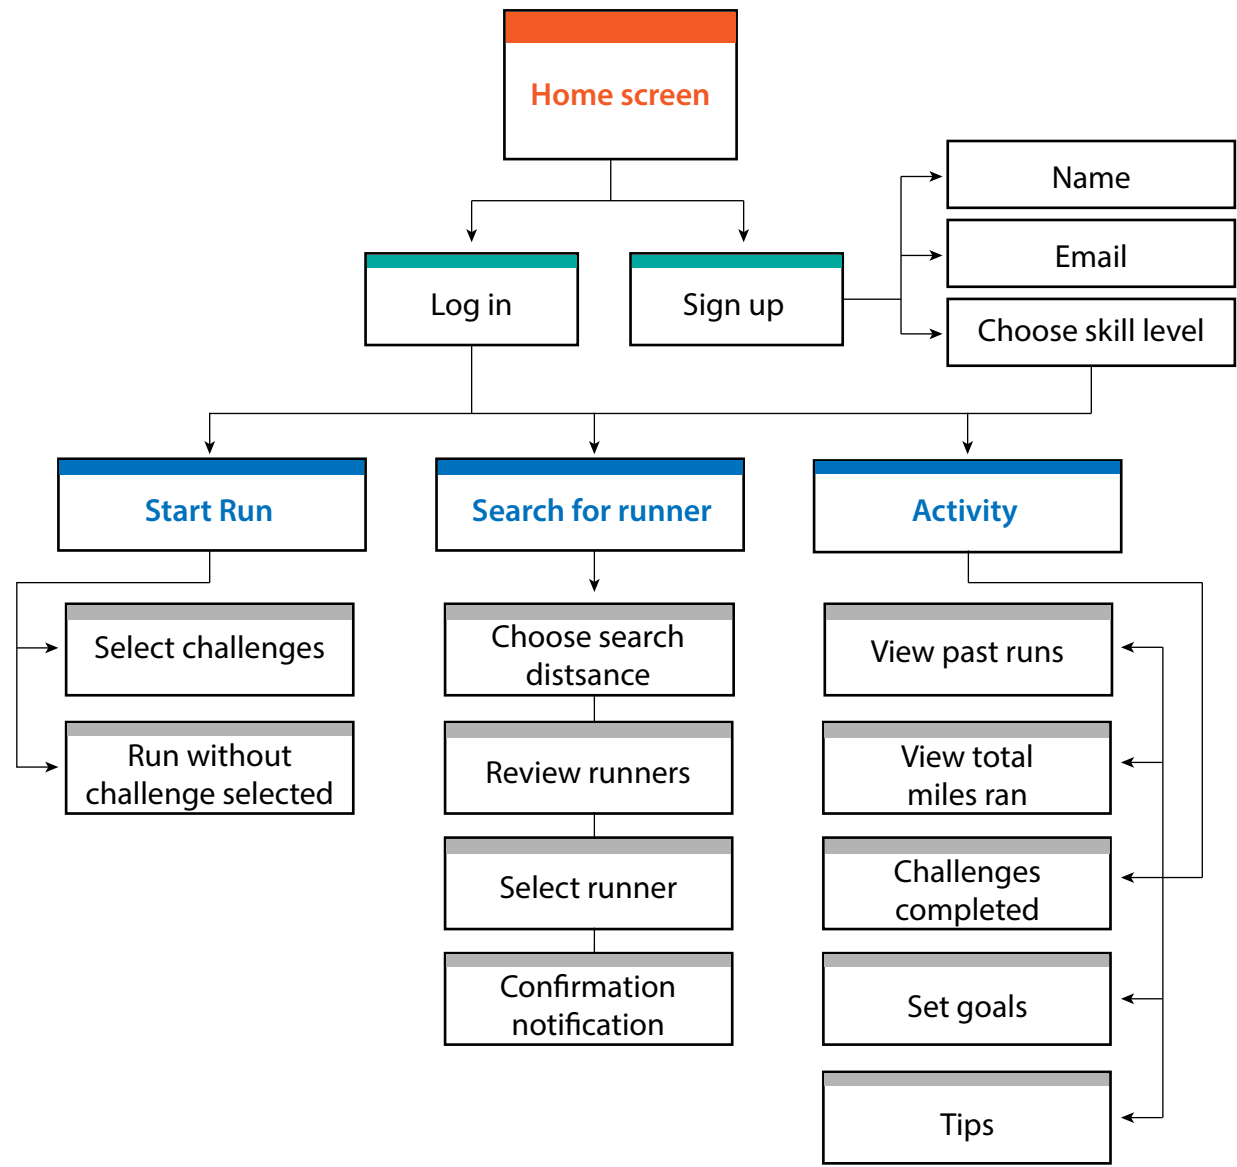 Home screen
Name
Email
Choose skill level
Log in
Sign up
Start Run
Search for runner
Activity
Select challenges
Run without
challenge selected
Choose search
distsance
Review runners
Select runner
Confirmation
notification
View past runs
View total
miles ran
Challenges
completed
Set goals
Tips